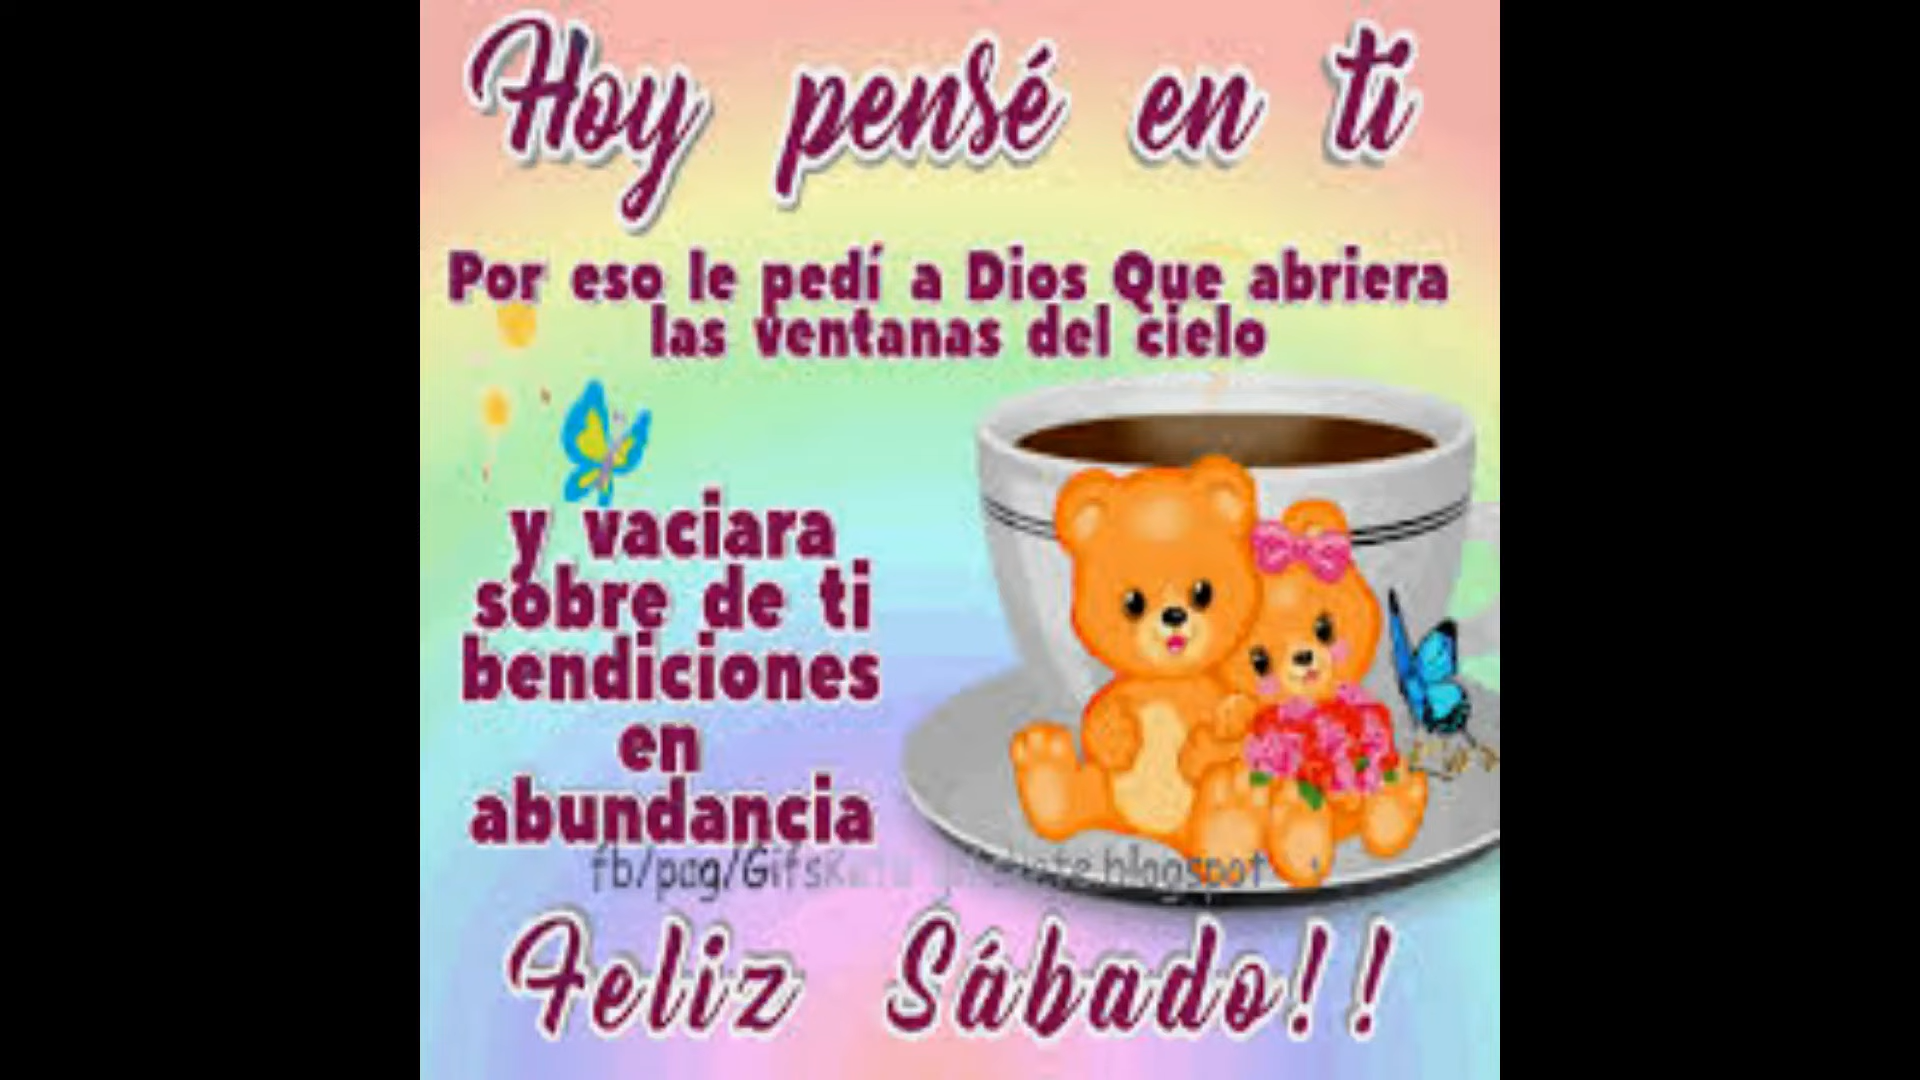 Hoy pensé en ti
Por eso le pedí a Dios Que abriera
las ventanas del cielo
y vaciara
sobre de ti
bendiciones
en
abundancia
fb/pag/Gifs .blogspot
Feliz Sábado!!